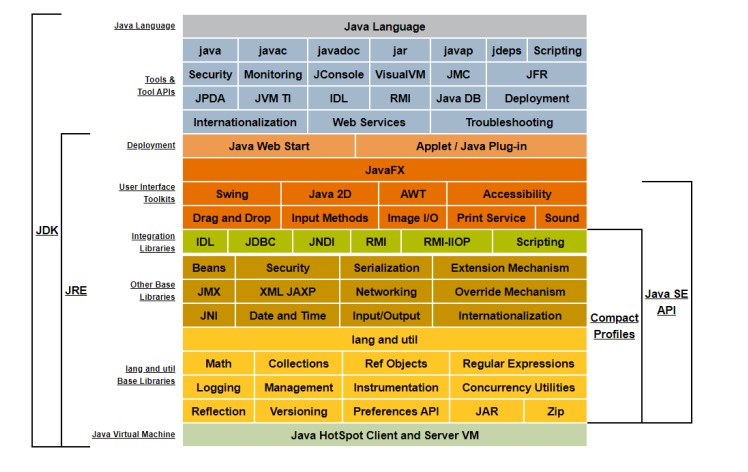 Java Language Java Language
java javac javadoc jar javap jdeps Scripting
Security Monitoring JConsole VisualVM JMC JFR
Tools &
Tool APIs
JPDA JVM TI IDL RMI Java DB Deployment
Internationalization Web Services Troubleshooting
Deployment Java Web Start Applet / Java Plug-in
JavaFX
User Interface
Toolkits
Swing Java 2D AWT Accessibility
Drag and Drop Input Methods Image I/O Print Service Sound
JDK
Integration
Libraries
IDL JDBC JNDI RMI RMI-IIOP Scripting
Beans Security Serialization Extension Mechanism
Other Base
Libraries
JMX XML JAXP Networking Override Mechanism
JRE
Java SE
API
JNI Date and Time Input/Output Internationalization
Compact
Profiles
lang and util
lang and util
Base Libraries
Math Collections Ref Objects Regular Expressions
Logging Management Instrumentation Concurrency Utilities
Reflection Versioning Preferences API JAR Zip
Java Virtual Machine Java HotSpot Client and Server VM